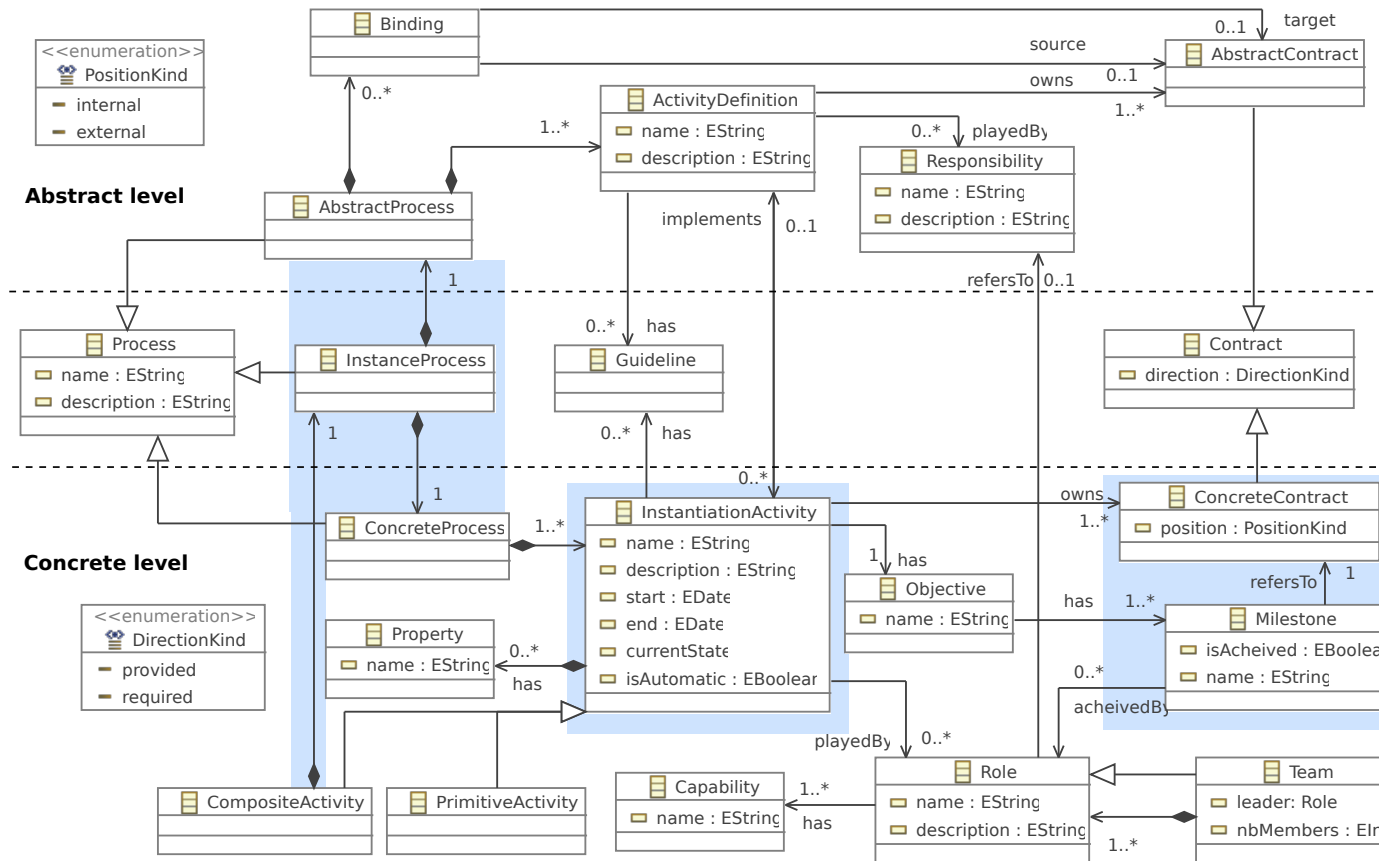 Binding
target
0..1
<<enumeration>>
PositionKind
internal
external
source
AbstractContract
0..*
ActivityDefinition
name : EString
description : EString
owns
0..1
1..*
1..*
0..*
playedBy
Responsibility
name : EString
description : EString
Abstract level
AbstractProcess
implements
0..1
1
refersTo
0..1
Process
name : EString
description : EString
InstanceProcess
0..*
has
Guideline
Contract
direction : DirectionKind
1
0..*
has
0..*
1
ConcreteProcess
1..*
InstantiationActivity
name : EString
description : EString
start : EDate
end : EDate
currentState
isAutomatic : EBoolean
owns
1..*
ConcreteContract
position : PositionKind
Concrete level
1
has
Objective
name : EString
refersTo
1
has
1..*
Milestone
isAcheived : EBoolea
name : EString
<<enumeration>>
DirectionKind
provided
required
Property
name : EString
0..*
has
0..*
acheivedBy
playedBy
0..*
CompositeActivity
PrimitiveActivity
Capability
name : EString
1..*
has
Role
name : EString
description : EString
Team
leader: Role
nbMembers : EIn
1..*